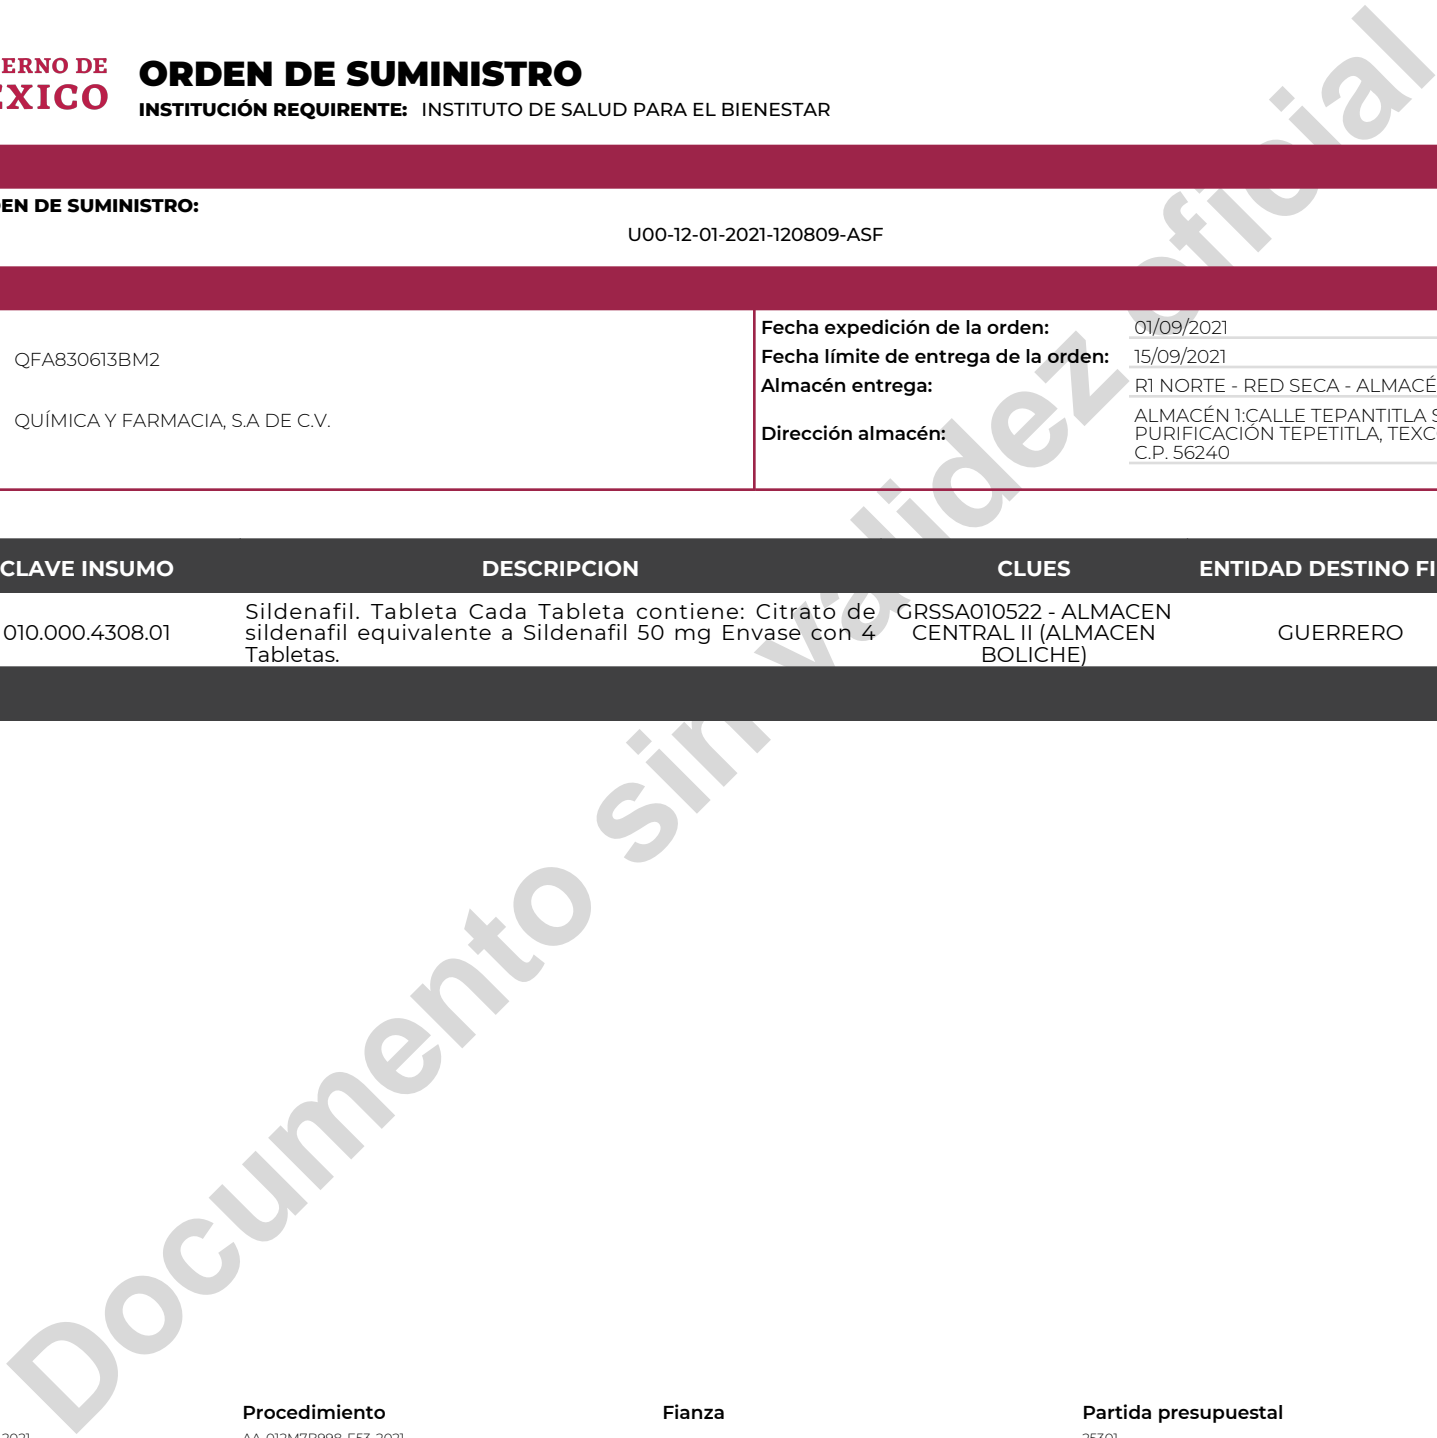 ERNO DE
EXICO
ORDEN DE SUMINISTRO
INSTITUCIÓN REQUIRENTE: INSTITUTO DE SALUD PARA EL BIENESTAR
EN DE SUMINISTRO:
U00-12-01-2021-120809-ASF
QFA830613BM2
QUÍMICA Y FARMACIA, S.A DE C.V.
Fecha expedición de la orden: 01/09/2021
Fecha límite de entrega de la orden: 15/09/2021
Almacén entrega: R1 NORTE - RED SECA - ALMACÉ
Dirección almacén:
ALMACÉN 1:CALLE TEPANTITLA S
PURIFICACIÓN TEPETITLA, TEXC
C.P. 56240
CLAVE INSUMO DESCRIPCION CLUES ENTIDAD DESTINO FI
010.000.4308.01
Sildenafil. Tableta Cada Tableta contiene: Citrato de
sildenafil equivalente a Sildenafil 50 mg Envase con 4
Tabletas.
GRSSA010522 - ALMACEN
CENTRAL II (ALMACEN
BOLICHE)
GUERRERO
Documento sin validez oficial
Procedimiento Fianza Partida presupuestal